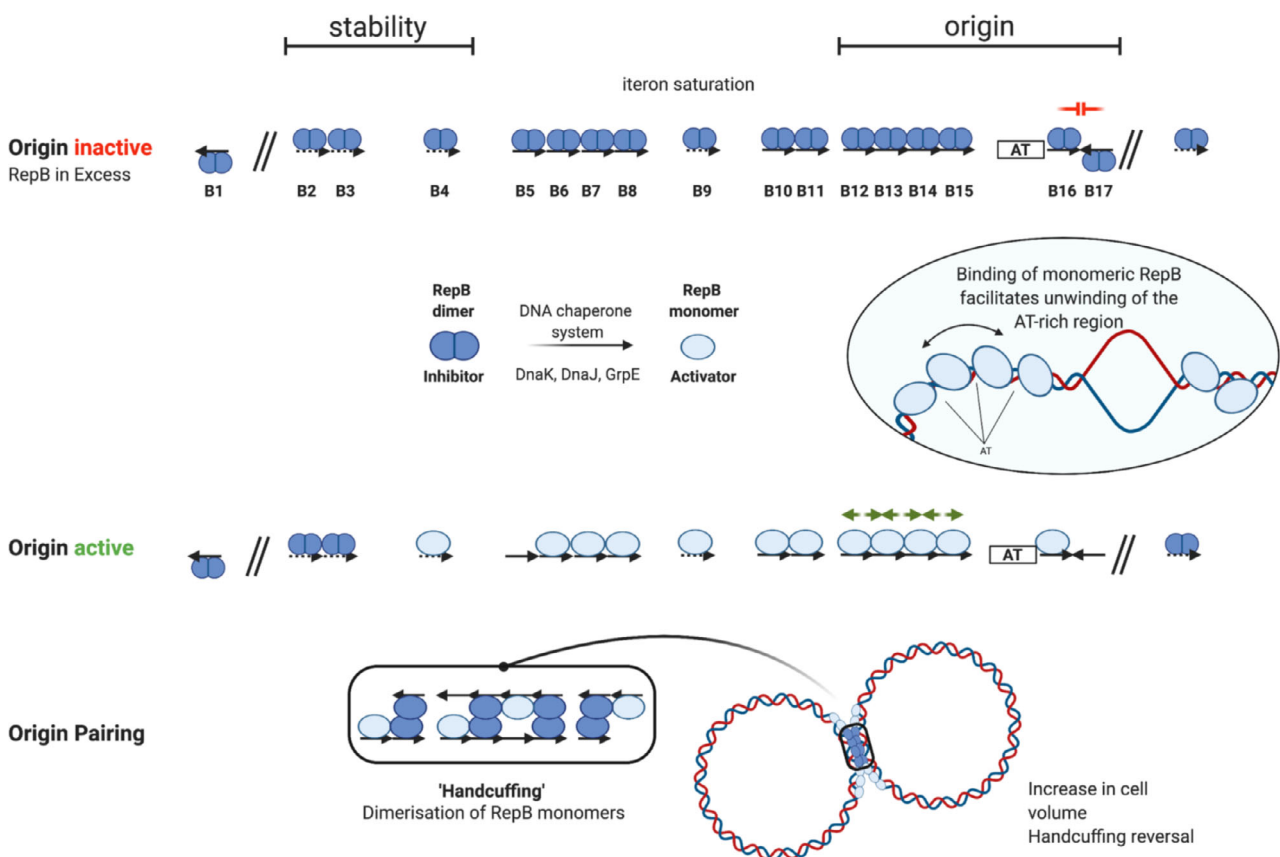 stability
origin
iteron saturation
Origin inactive
RepB in Excess
AT
B1 B2 B3 B4 B5 B6 B7 B8 B9 B10 B11 B12 B13 B14 B15 B16 B17
RepB
dimer
Inhibitor
DNA chaperone
system
DnaK, DnaJ, GrpE
RepB
monomer
Activator
Binding of monomeric RepB
facilitates unwinding of the
AT-rich region
AT
Origin active
AT
Origin Pairing
'Handcuffing'
Dimerisation of RepB monomers
Increase in cell
volume
Handcuffing reversal